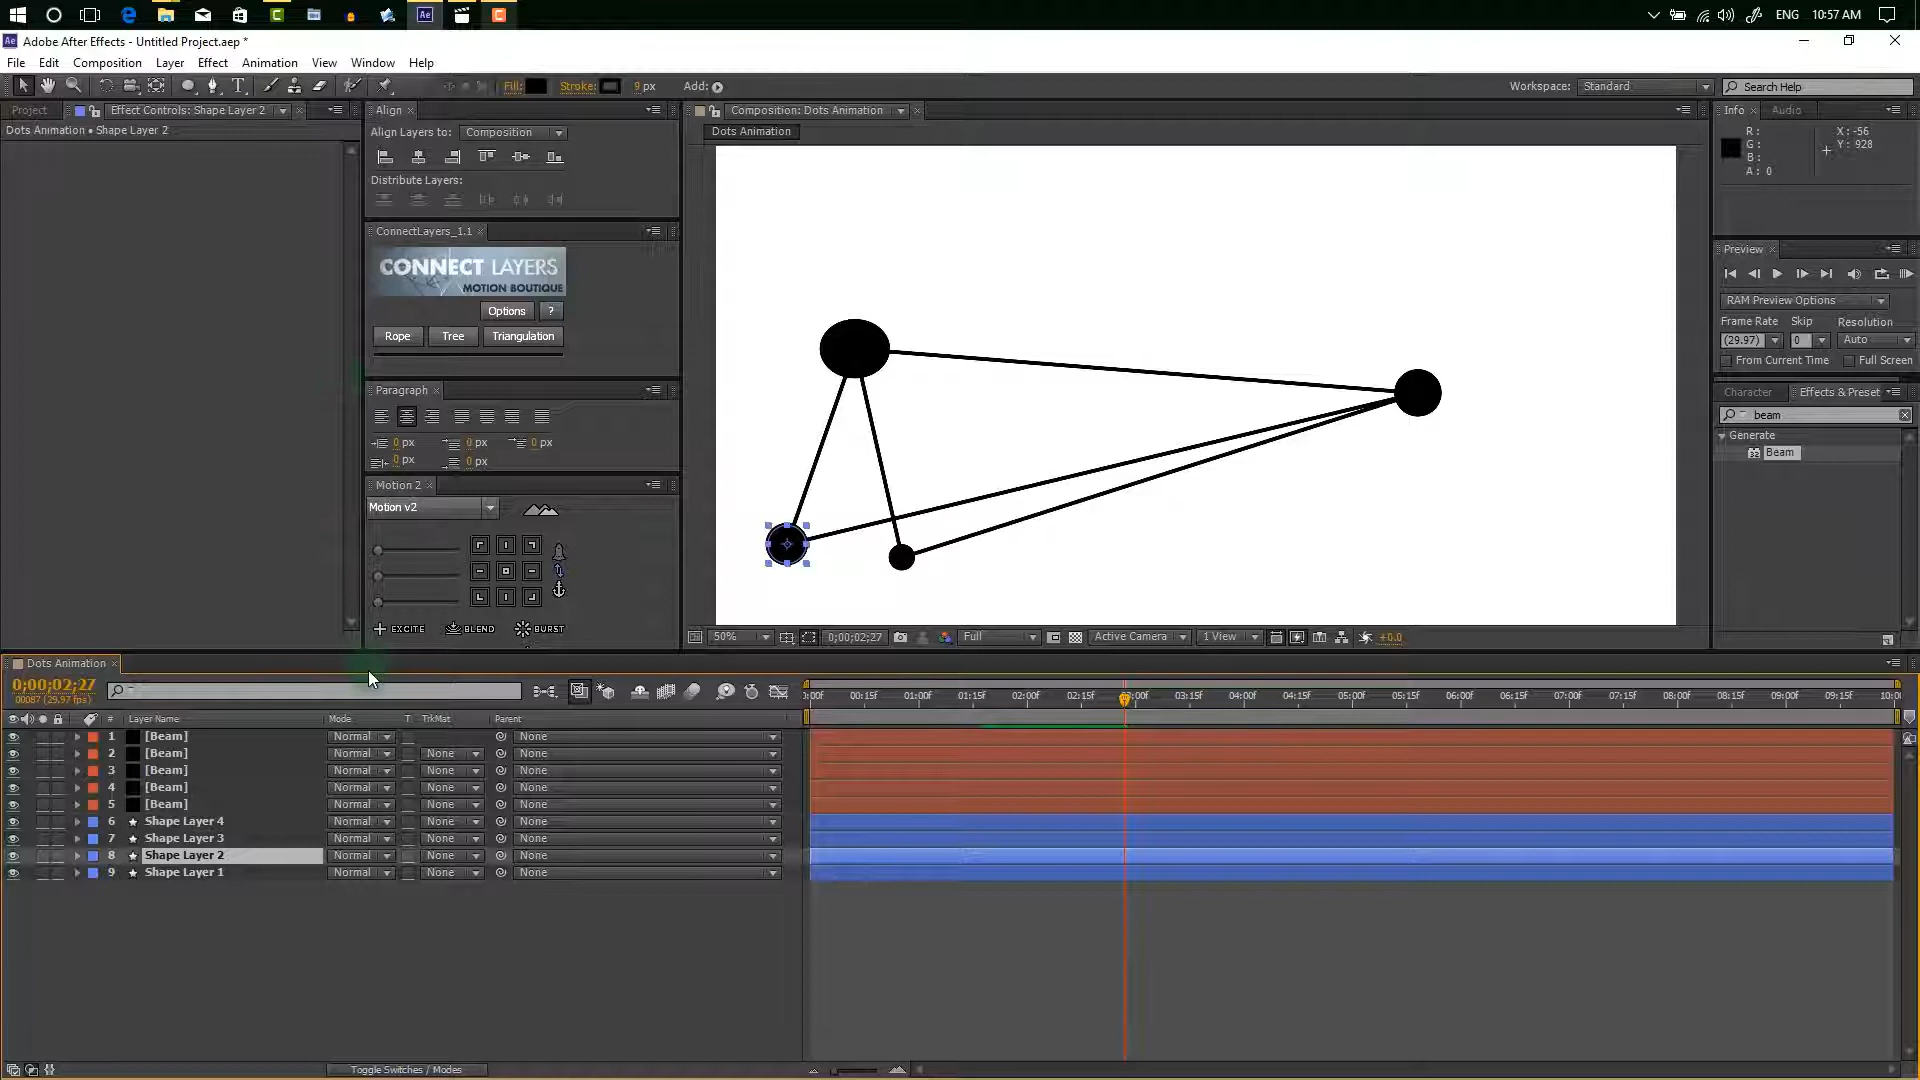 ENG 10:57 AM
Adobe After Effects - Untitled Project.aep *
File Edit Composition Layer Effect Animation View Window Help
Fill: Stroke: 9 px Add: Workspace: Standard Search Help
Project Effect Controls: Shape Layer 2 Align Composition: Dots Animation Info Audio
Dots Animation • Shape Layer 2
Align Layers to: Composition
Dots Animation
R: G: B: A: 0
X: -56
Y: 928
Distribute Layers:
ConnectLayers_1.1
CONNECT LAYERS
MOTION BOUTIQUE
Options ?
Rope Tree Triangulation
Preview
RAM Preview Options
Frame Rate Skip Resolution
(29.97) 0 Auto
From Current Time Full Screen
Paragraph
0 px 0 px 0 px
0 px 0 px
Character Effects & Preset
beam
Generate
Beam
Motion 2
Motion v2
EXCITE BLEND BURST
50% 0;00;02;27 Full Active Camera 1 View +0.0
Dots Animation
0;00;02;27
00087 (29.97 fps)
:00f 00:15f 01:00f 01:15f 02:00f 02:15f 03:15f 04:00f 04:15f 05:00f 05:15f 06:00f 06:15f 07:00f 07:15f 08:00f 08:15f 09:00f 09:15f
# Layer Name Mode T TrkMat Parent
1 [Beam] Normal None
2 [Beam] Normal None None
3 [Beam] Normal None None
4 [Beam] Normal None None
5 [Beam] Normal None None
6 Shape Layer 4 Normal None None
7 Shape Layer 3 Normal None None
8 Shape Layer 2 Normal None None
9 Shape Layer 1 Normal None None
Toggle Switches / Modes